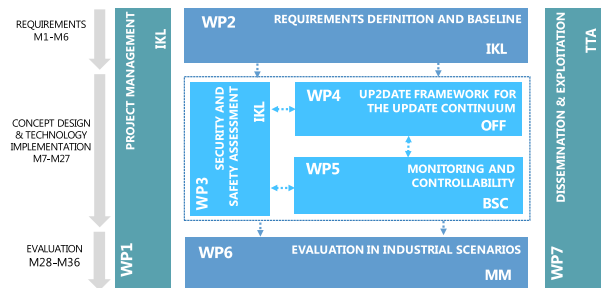 REQUIREMENTS
M1-M6
CONCEPT DESIGN
& TECHNOLOGY
IMPLEMENTATION
M7-M27
EVALUATION
M28-M36
PROJECT MANAGEMENT
IKL
WP1
WP2
REQUIREMENTS DEFINITION AND BASELINE
IKL
SECURITY AND
SAFETY ASSESSMENT
IKL
WP3
WP4
UP2DATE FRAMEWORK FOR
THE UPDATE CONTINUUM
OFF
WP5
MONITORING AND
CONTROLLABILITY
BSC
WP6
EVALUATION IN INDUSTRIAL SCENARIOS
MM
DISSEMINATION & EXPLOITATION
TTA
WP7